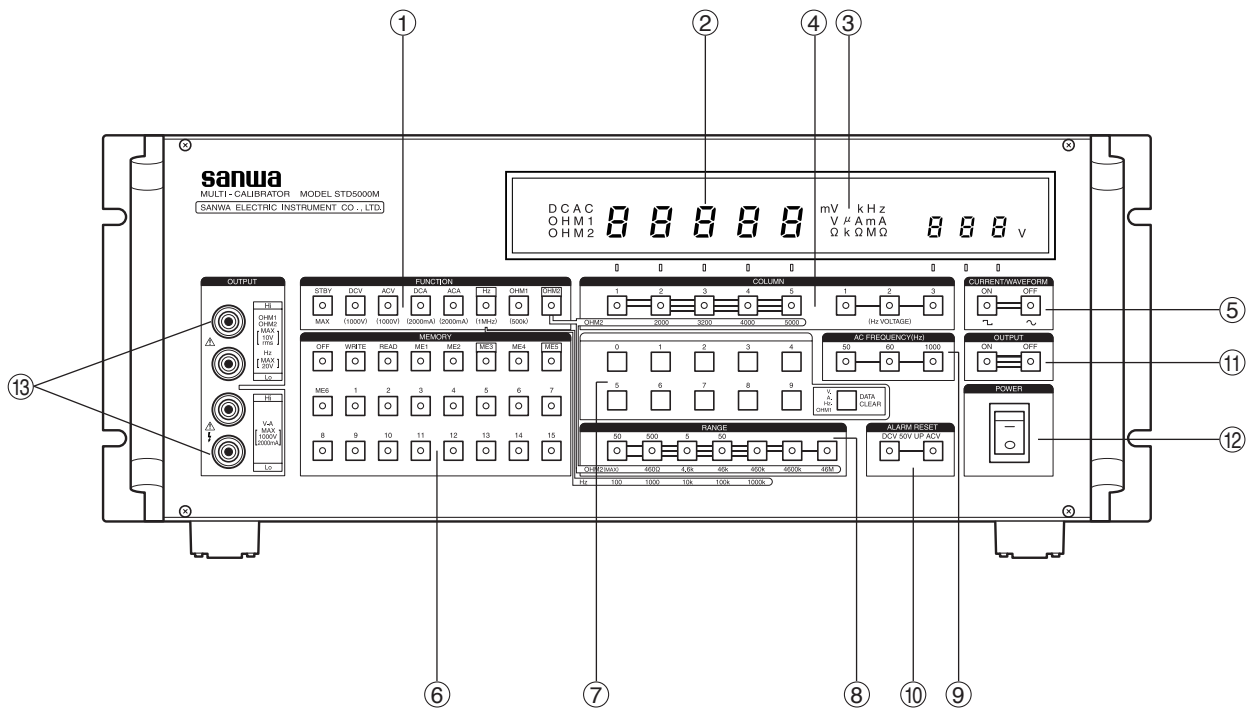 ① ② ④ ③
sanwa
MULTI - CALIBRATOR MODEL STD5000M
SANWA ELECTRIC INSTRUMENT CO., LTD.
DCAC 8 8 8 8 8 mV μ kHz
OHM1 V μAmA
OHM2 ΩkΩMΩ 8 8 8 V
OUTPUT
Hi
OHM1
OHM2
MAX
10V
rms
Hz
MAX
20V
Lo
Hi
V-A
MAX
1000V
2000mA
Lo
FUNCTION
STBY DCV ACV DCA ACA Hz OHM1 OHM2
MAX (1000V) (1000V) (2000mA) (2000mA) (1MHz) (500k)
MEMORY
OFF WRITE READ ME1 ME2 ME3 ME4 ME5
ME6 1 2 3 4 5 6 7
8 9 10 11 12 13 14 15
COLUMN
1 2 3 4 5 1 2 3
OHM2 2000 3200 4000 5000 (Hz VOLTAGE)
0 1 2 3 4
5 6 7 8 9
V,
A,
Hz-
OHM1
DATA
CLEAR
AC FREQUENCY(Hz)
50 60 1000
RANGE
50 500 5 50
OHM2(MAX) 460Ω 4,6k 46k 460k 4600k 46M
Hz 100 1000 10k 100k 1000k
ALARM RESET
DCV 50V UP ACV
CURRENT/WAVEFORM
ON OFF
OUTPUT
ON OFF
POWER
⑤
⑪
⑬
⑫
⑥ ⑦ ⑧ ⑩ ⑨